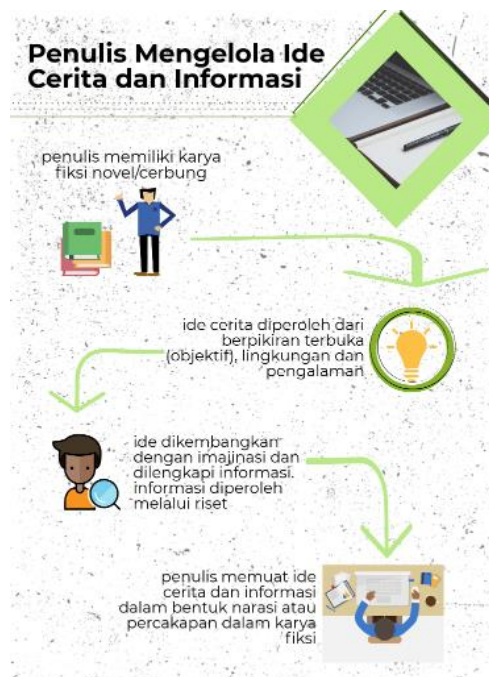 Penulis Mengelola Ide
Cerita dan Informasi
penulis memiliki karya
fiksi novel/cerbung
ide cerita diperoleh dari
berpikiran terbuka
(objektif), lingkungan dan
pengalaman
ide dikembangkan
dengan imajinasi dan
dilengkapi informasi.
informasi diperoleh
melalui riset
penulis memuat ide
cerita dan informasi
dalam bentuk narasi atau
percakapan dalam karya
fiksi